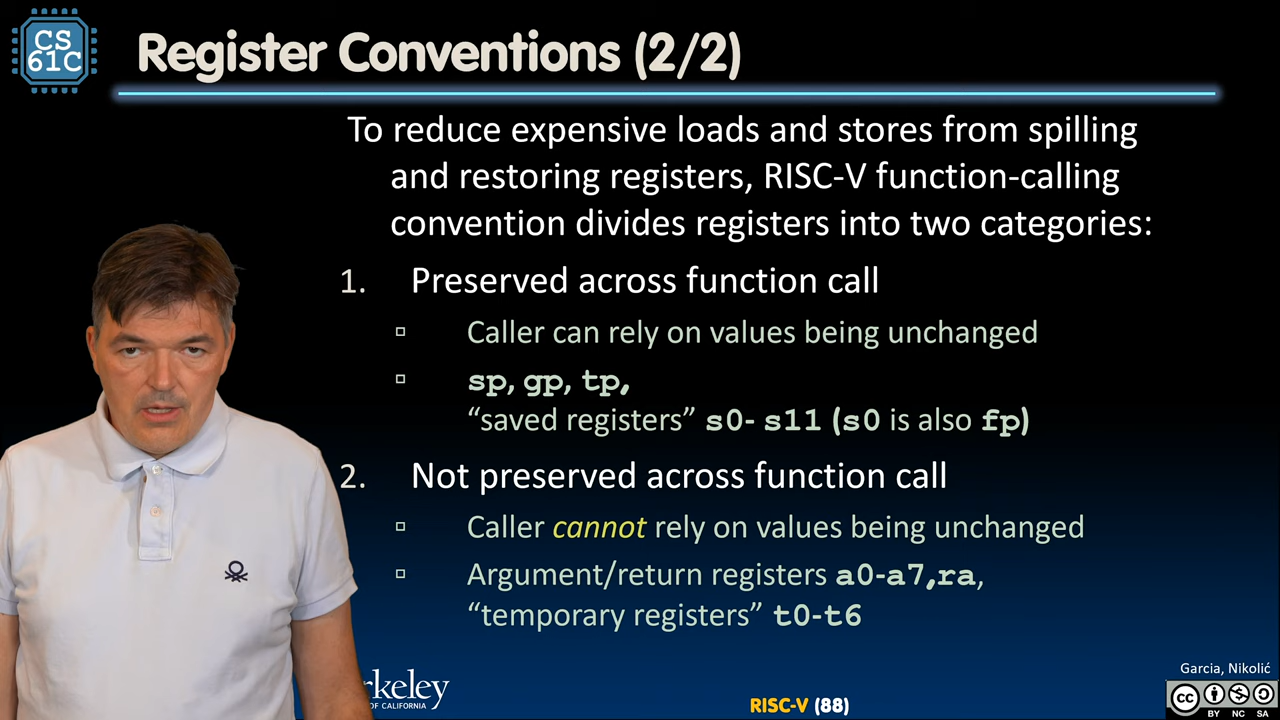 CS
61C
Register Conventions (2/2)
To reduce expensive loads and stores from spilling
and restoring registers, RISC-V function-calling
convention divides registers into two categories:
1. Preserved across function call
▫ Caller can rely on values being unchanged
▫ sp, gp, tp,
“saved registers” s0- s11 (s0 is also fp)
2. Not preserved across function call
▫ Caller cannot rely on values being unchanged
▫ Argument/return registers a0-a7,ra,
“temporary registers” t0-t6
rkeley
OF CALIFORNIA
RISC-V (88)
Garcia, Nikolić
cc
BY NC SA